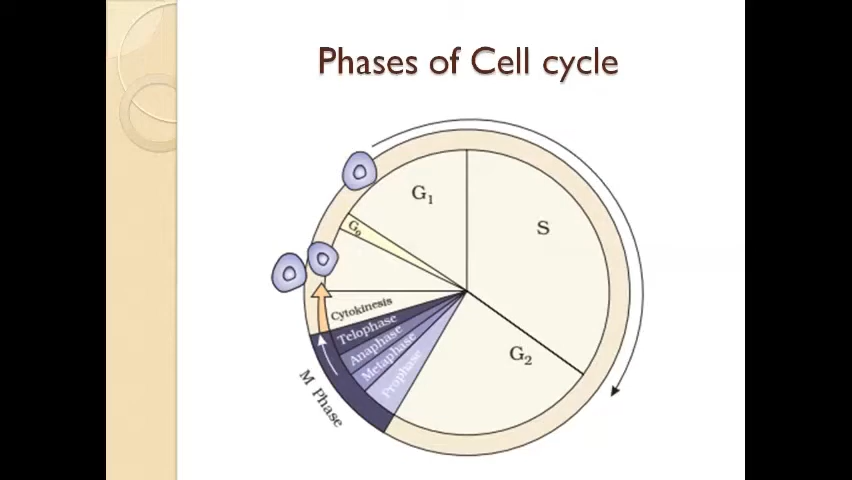 Phases of Cell cycle
G₁
S
G₀
Cytokinesis
Telophase
Anaphase
Metaphase
Prophase
G₂
M Phase